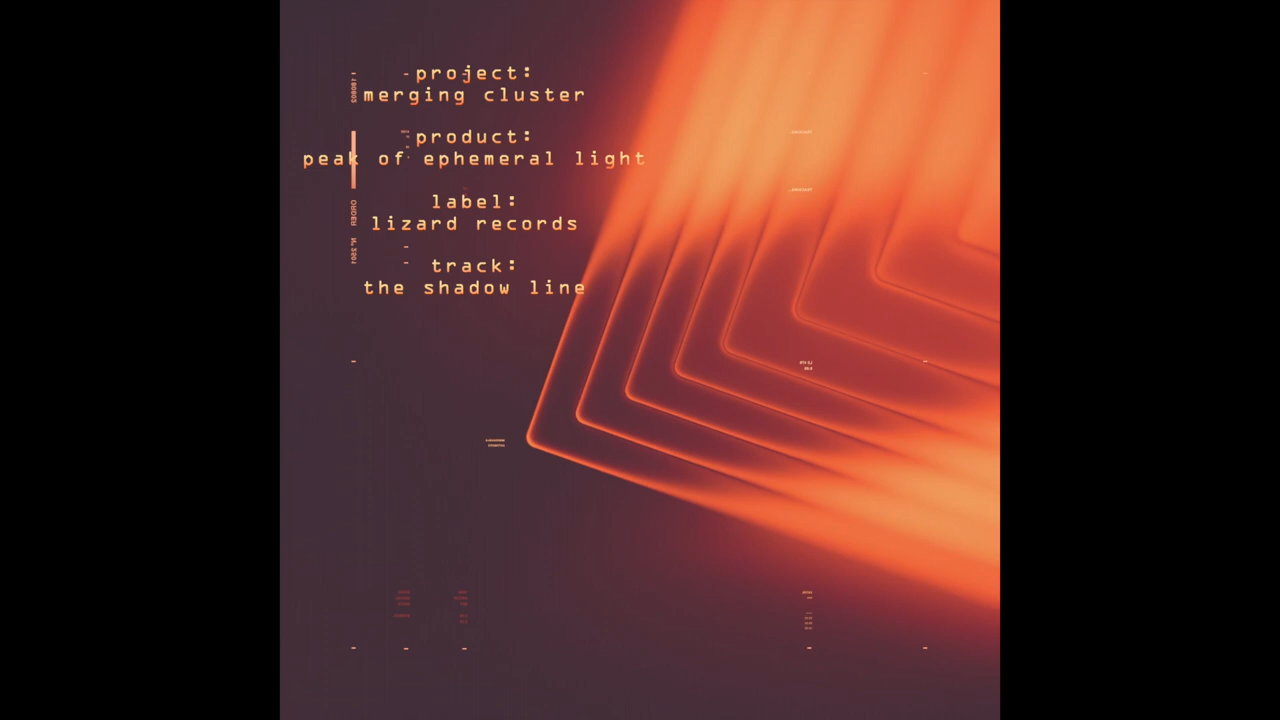 project:
merging cluster
product:
peak of ephemeral light
label:
lizard records
track:
the shadow line